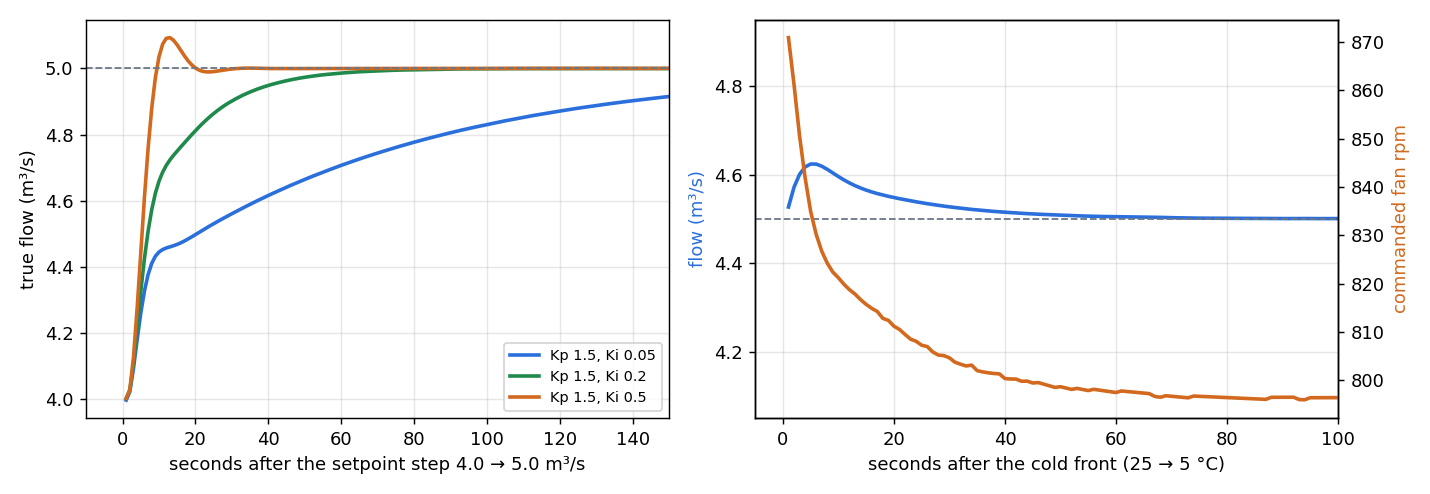 true flow (m³/s)
5.0
4.8
4.6
4.4
4.2
4.0
Kp 1.5, Ki 0.05
Kp 1.5, Ki 0.2
Kp 1.5, Ki 0.5
0 20 40 60 80 100 120 140
seconds after the setpoint step 4.0 → 5.0 m³/s
flow (m³/s)
4.8
4.6
4.4
4.2
870
860
850
840
830
820
810
800
commanded fan rpm
0 20 40 60 80 100
seconds after the cold front (25 → 5 °C)